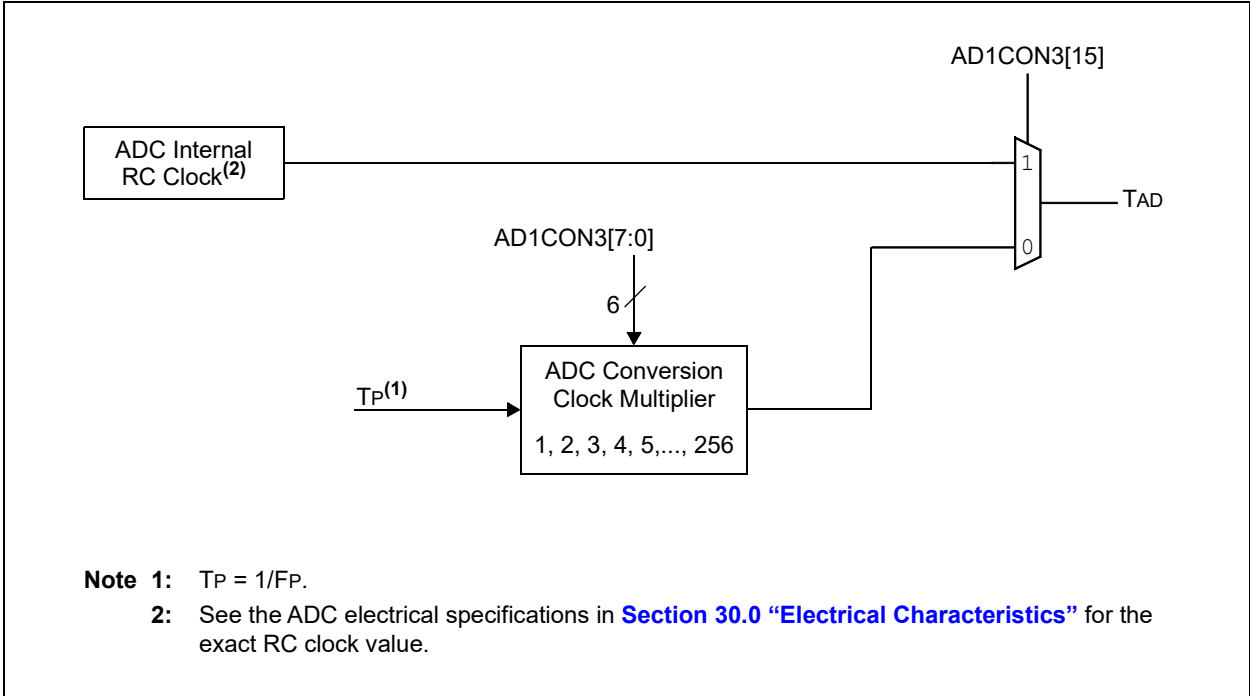 AD1CON3[15]
ADC Internal
RC Clock(2)
1
TAD
AD1CON3[7:0]
0
6
ADC Conversion
Clock Multiplier
TP(1)
1, 2, 3, 4, 5,..., 256
Note 1: TP = 1/FP.
2: See the ADC electrical specifications in Section 30.0 “Electrical Characteristics” for the
exact RC clock value.